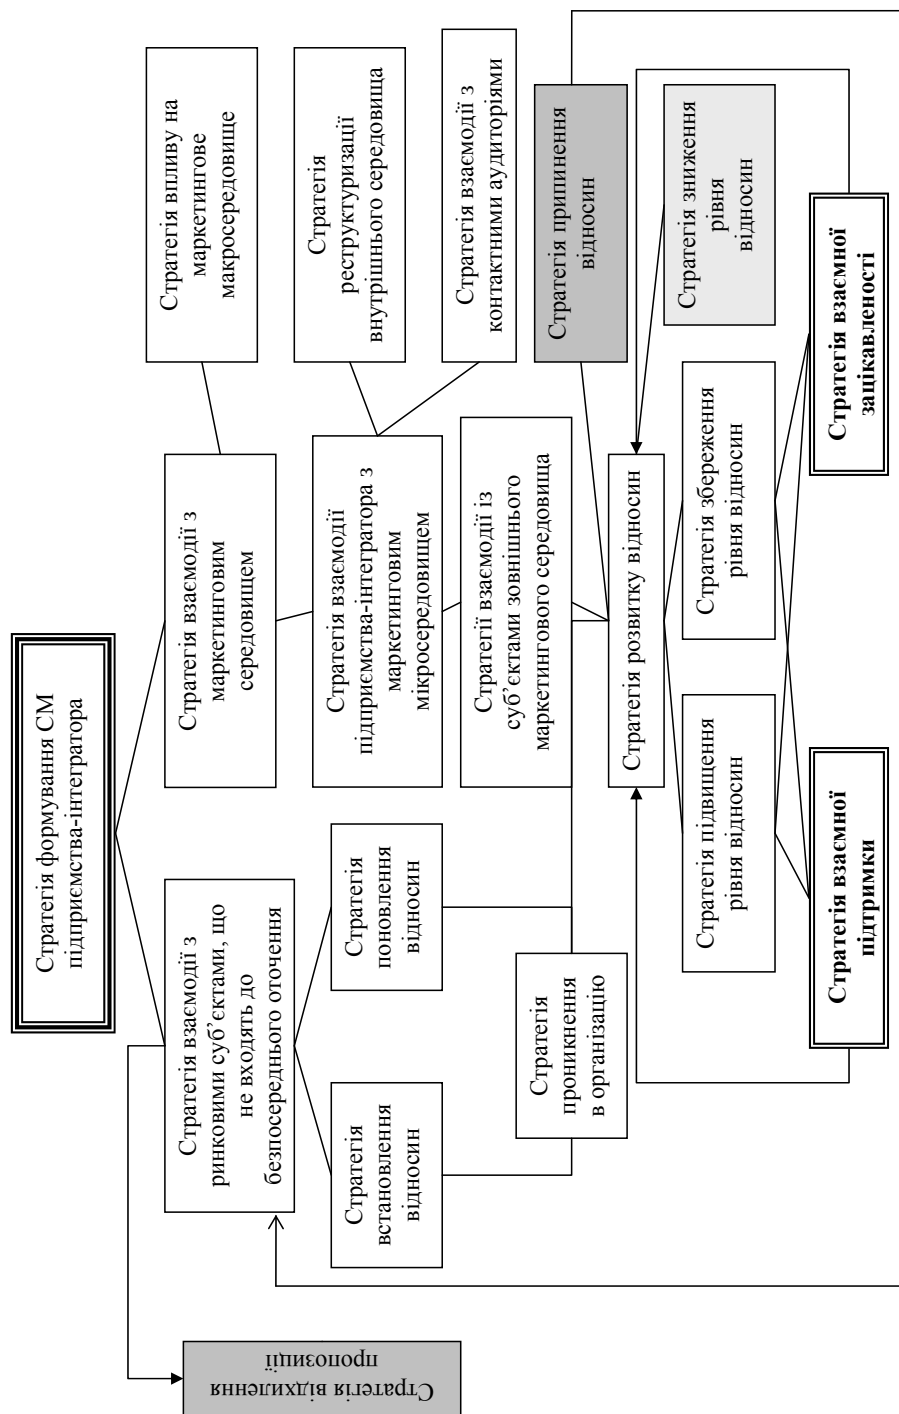 Стратегія формування СМ
підприємства-інтегратора
Стратегія відхилення
пропозиції
Стратегія взаємодії з
ринковими суб’єктами, що
не входять до
безпосереднього оточення
Стратегія взаємодії з
маркетинговим
середовищем
Стратегія впливу на
маркетингове
макросередовище
Стратегія
встановлення
відносин
Стратегія
поновлення
відносин
Стратегія взаємодії
підприємства-інтегратора з
маркетинговим
мікросередовищем
Стратегія
реструктуризації
внутрішнього середовища
Стратегія взаємодії з
контактними аудиторіями
Стратегії взаємодії із
суб’єктами зовнішнього
маркетингового середовища
Стратегія
проникнення
в організацію
Стратегія припинення
відносин
Стратегія розвитку відносин
Стратегія підвищення
рівня відносин
Стратегія збереження
рівня відносин
Стратегія зниження
рівня
відносин
Стратегія взаємної
підтримки
Стратегія взаємної
зацікавленості